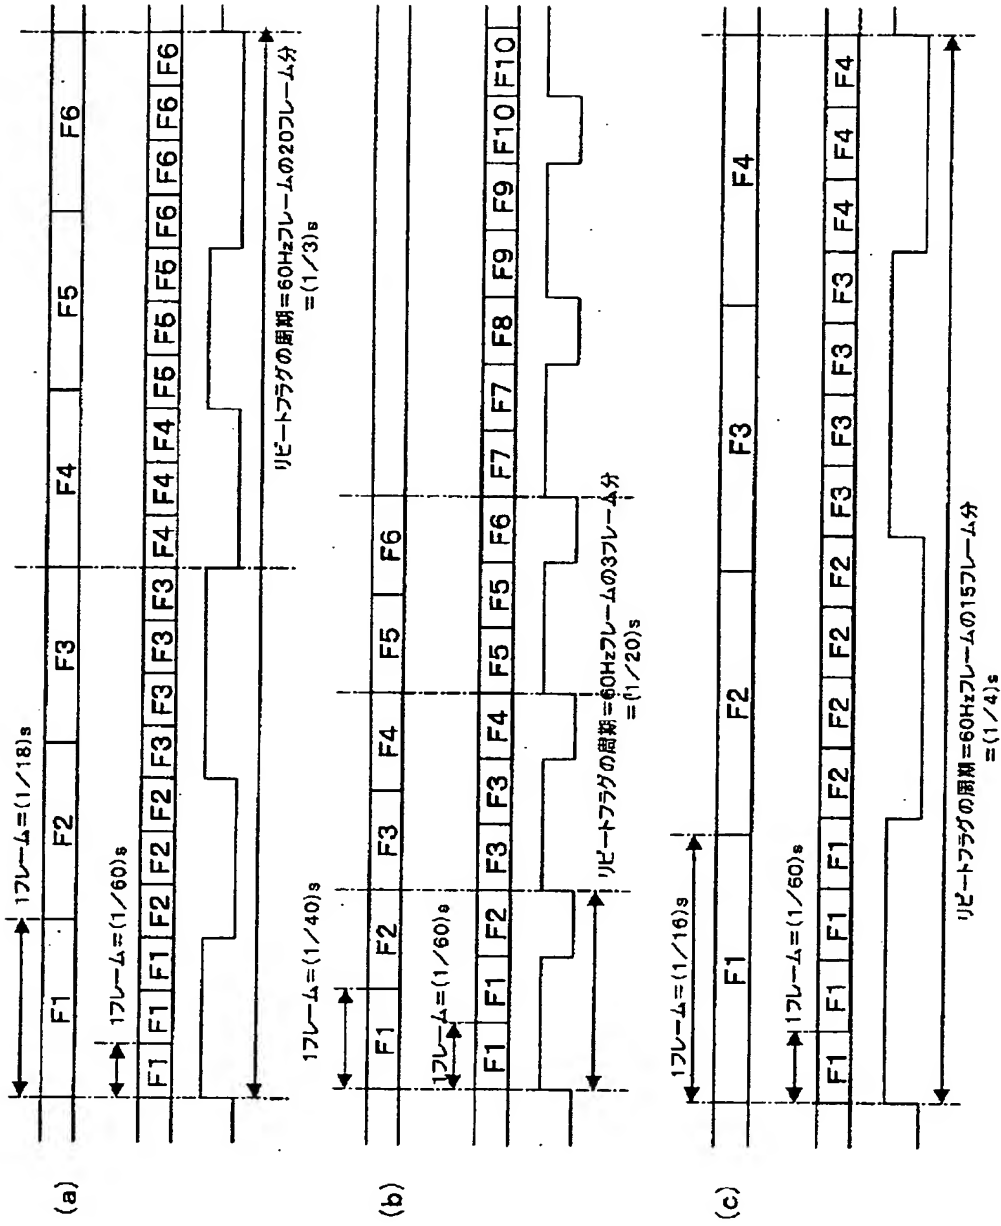 (a)
1フレーム=(1/18)s
F1 F2 F3 F4 F5 F6
1フレーム=(1/60)s
F1 F1 F1 F2 F2 F2 F3 F3 F3 F3 F4 F4 F4 F5 F5 F5 F6 F6 F6 F6
リピートフラグの周期=60Hzフレームの20フレーム分
=(1/3)s
(b)
1フレーム=(1/40)s
F1 F2 F3 F4 F5 F6
1フレーム=(1/60)s
F1 F1 F2 F3 F3 F4 F5 F5 F6 F7 F7 F8 F9 F9 F10 F10
リピートフラグの周期=60Hzフレームの3フレーム分
=(1/20)s
(c)
1フレーム=(1/16)s
F1 F2 F3 F4
1フレーム=(1/60)s
F1 F1 F1 F1 F2 F2 F2 F2 F3 F3 F3 F3 F4 F4 F4
リピートフラグの周期=60Hzフレームの15フレーム分
=(1/4)s